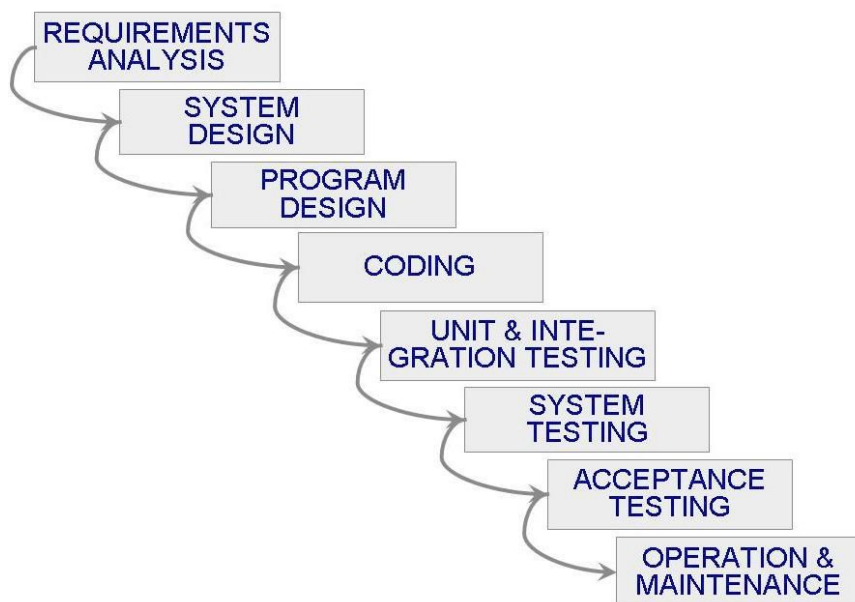 REQUIREMENTS
ANALYSIS
SYSTEM
DESIGN
PROGRAM
DESIGN
CODING
UNIT & INTE-
GRATION TESTING
SYSTEM
TESTING
ACCEPTANCE
TESTING
OPERATION &
MAINTENANCE